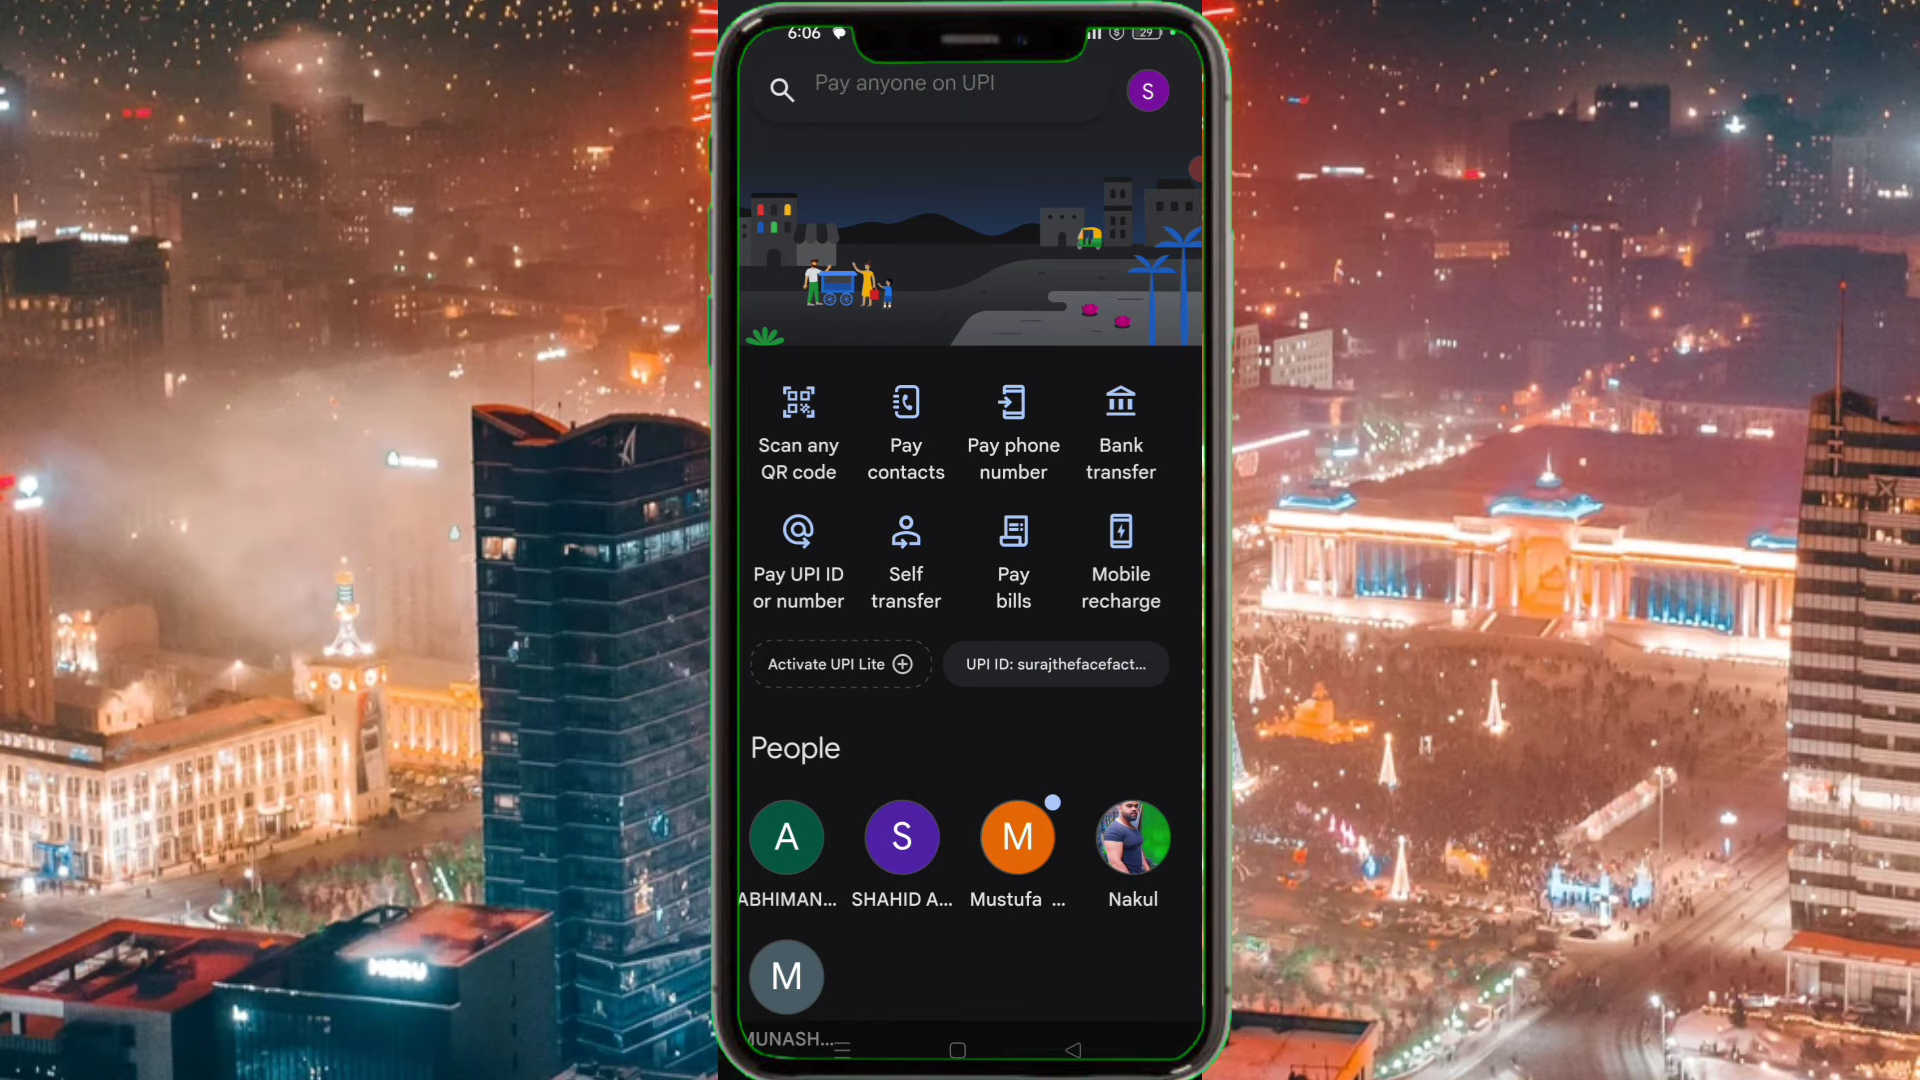 6:06
29
Pay anyone on UPI
S
Scan any
QR code
Pay
contacts
Pay phone
number
Bank
transfer
Pay UPI ID
or number
Self
transfer
Pay
bills
Mobile
recharge
Activate UPI Lite
UPI ID: surajthefacefact...
People
A
S
M
ABHIMAN...
SHAHID A...
Mustufa ...
Nakul
M
MUNASH...